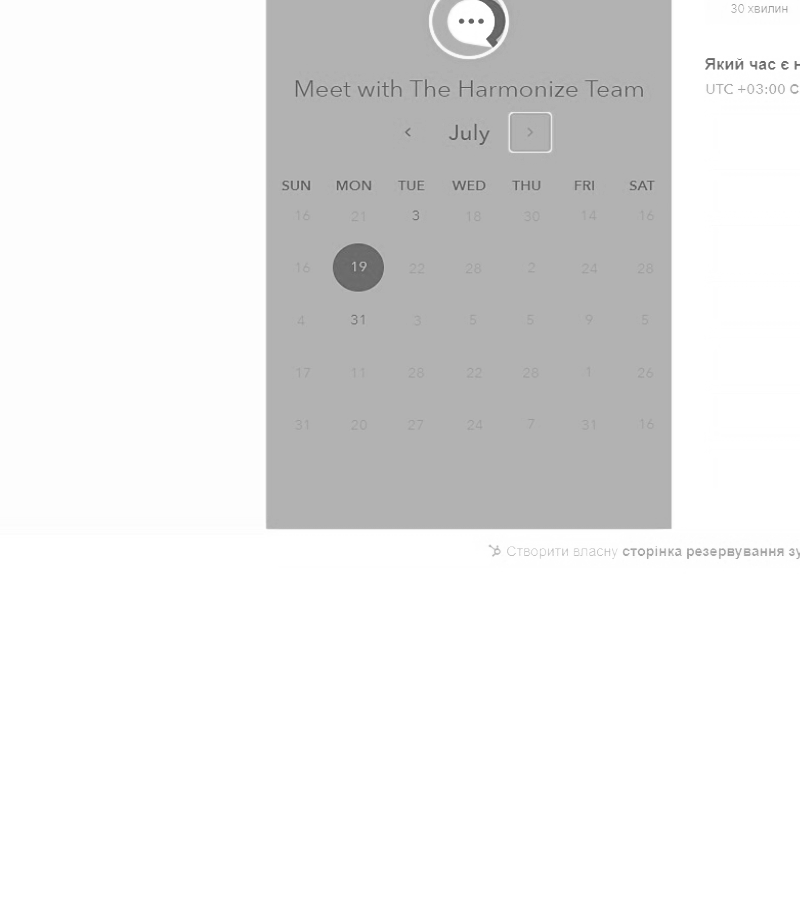 30 хвилин
Який час є н
UTC +03:00 С
Meet with The Harmonize Team
July
SUN MON TUE WED THU FRI SAT
16 21 3 18 30 14 16
16 19 22 28 2 24 28
4 31 3 5 5 9 5
17 11 28 22 28 1 26
31 20 27 24 7 31 16
Створити власну сторінка резервування зу